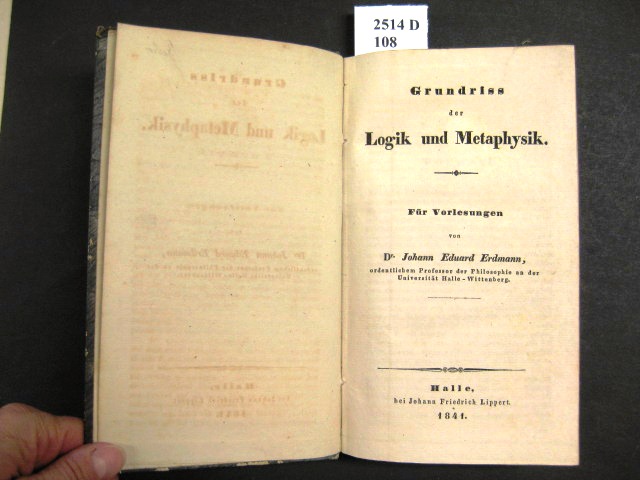 2514 D
108
Grundriss
der
Logik und Metaphysik.
Für Vorlesungen
von
Dr. Johann Eduard Erdmann,
ordentlichem Professor der Philosophie an der
Universität Halle-Wittenberg.
Halle,
bei Johann Friedrich Lippert.
1841.